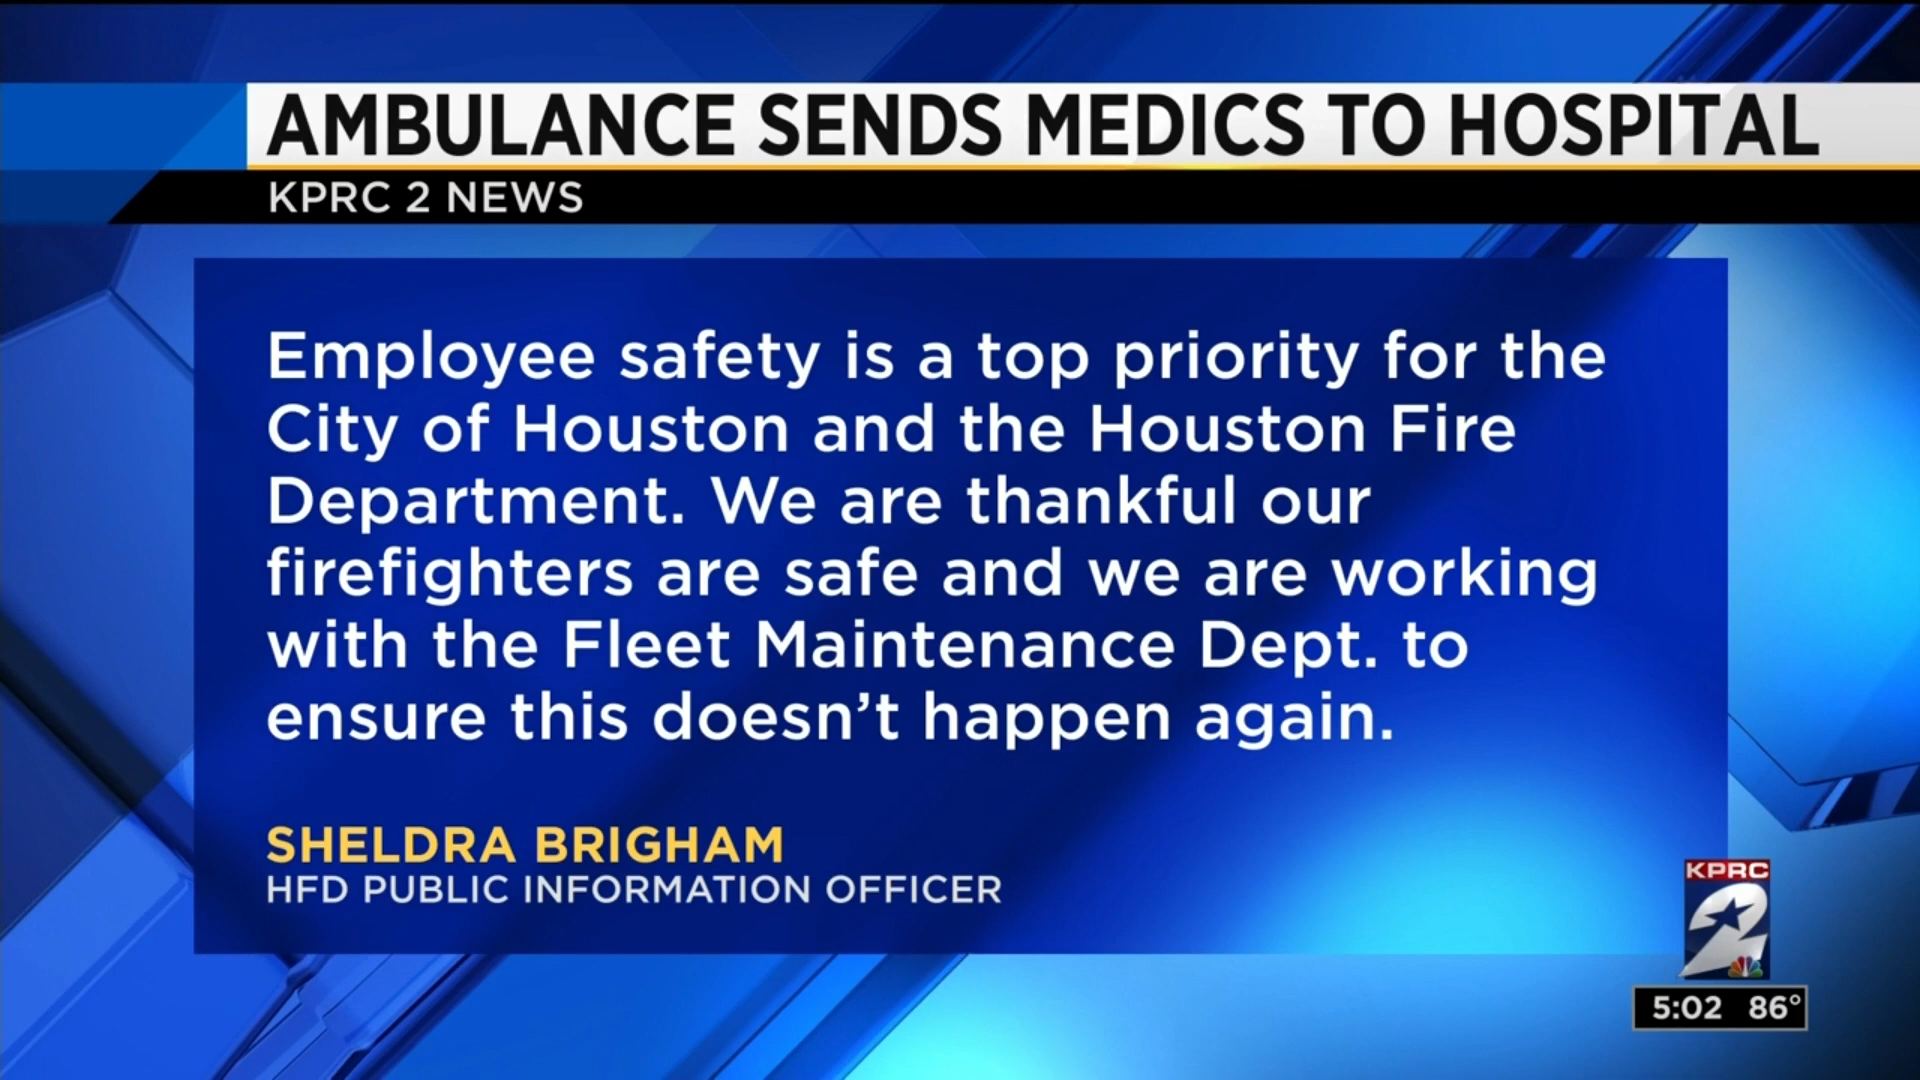 AMBULANCE SENDS MEDICS TO HOSPITAL
KPRC 2 NEWS
Employee safety is a top priority for the
City of Houston and the Houston Fire
Department. We are thankful our
firefighters are safe and we are working
with the Fleet Maintenance Dept. to
ensure this doesn’t happen again.
SHELDRA BRIGHAM
HFD PUBLIC INFORMATION OFFICER
KPRC
2
5:02 86°